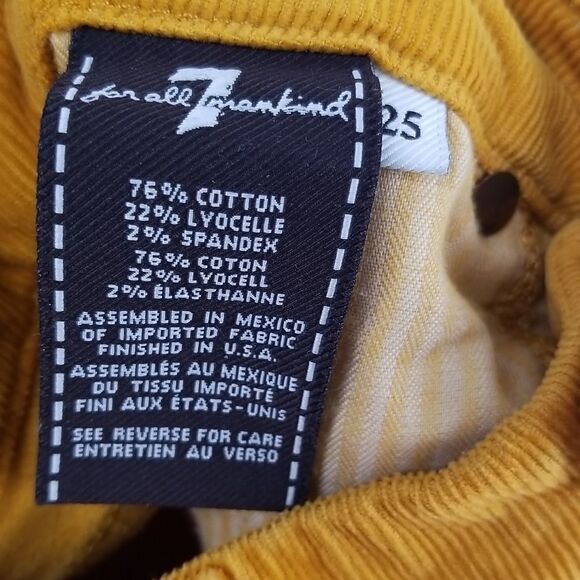 for all 7 mankind
25
76% COTTON
22% LYOCELLE
2% SPANDEX
76% COTON
22% LYOCELL
2% ÉLASTHANNE
ASSEMBLED IN MEXICO
OF IMPORTED FABRIC
FINISHED IN U.S.A.
ASSEMBLÉS AU MEXIQUE
DU TISSU IMPORTÉ
FINI AUX ÉTATS-UNIS
SEE REVERSE FOR CARE
ENTRETIEN AU VERSO